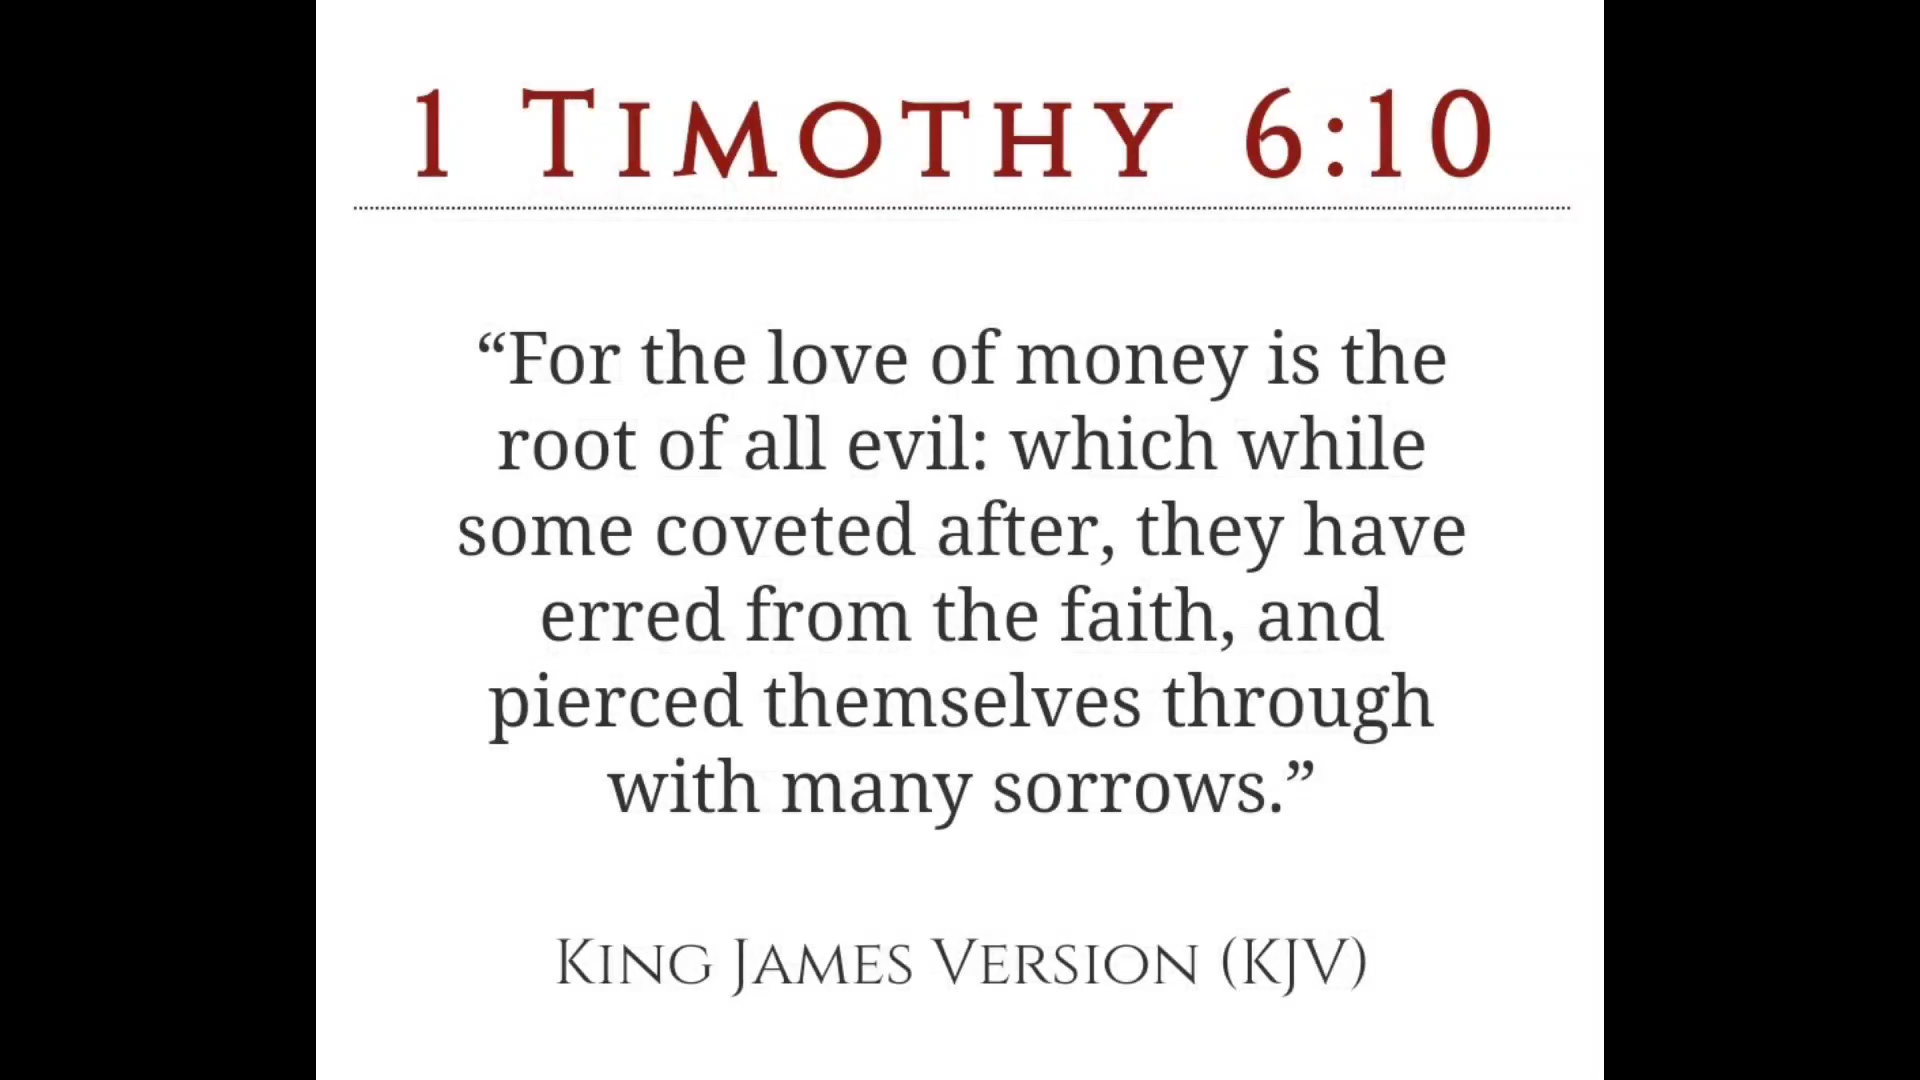 1 Timothy 6:10
“For the love of money is the
root of all evil: which while
some coveted after, they have
erred from the faith, and
pierced themselves through
with many sorrows.”
King James Version (KJV)